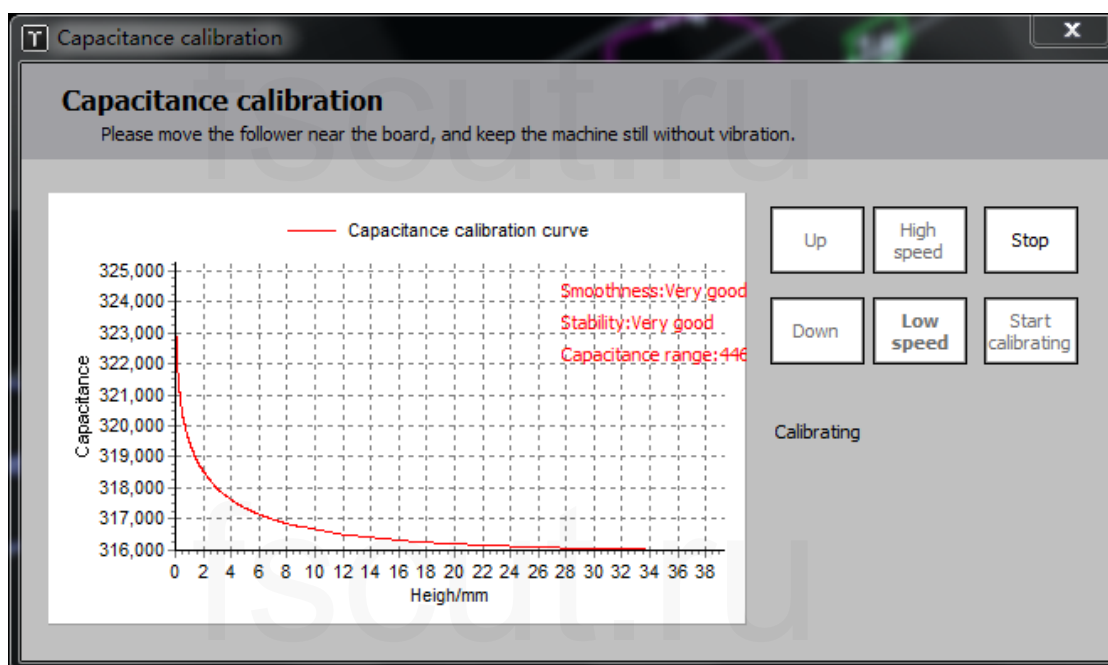 Capacitance calibration
Capacitance calibration
Please move the follower near the board, and keep the machine still without vibration.
Capacitance calibration curve
325,000
324,000
323,000
322,000
321,000
320,000
319,000
318,000
317,000
316,000
Capacitance
0 2 4 6 8 10 12 14 16 18 20 22 24 26 28 30 32 34 36 38
Heigh/mm
Smoothness:Very good
Stability:Very good
Capacitance range:446
Up
High
speed
Stop
Down
Low
speed
Start
calibrating
Calibrating
fscut.ru
fscut.ru